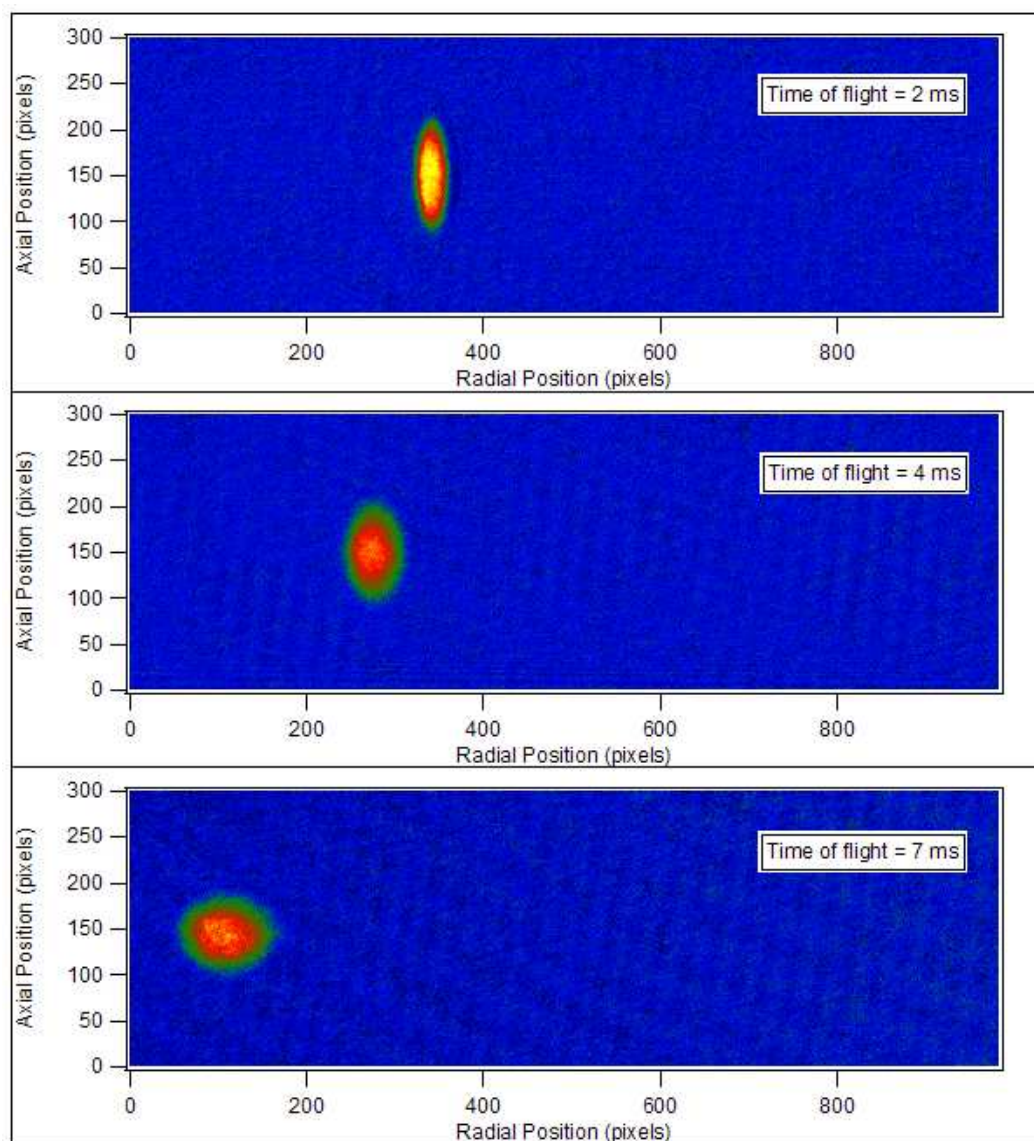 300
250
200
150
100
50
0
Axial Position (pixels)
Time of flight = 2 ms
0 200 400 600 800
Radial Position (pixels)
300
250
200
150
100
50
0
Axial Position (pixels)
Time of flight = 4 ms
0 200 400 600 800
Radial Position (pixels)
300
250
200
150
100
50
0
Axial Position (pixels)
Time of flight = 7 ms
0 200 400 600 800
Radial Position (pixels)